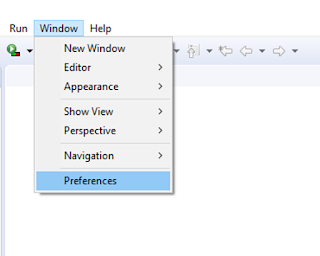 Run Window Help
New Window
Editor
Appearance
Show View
Perspective
Navigation
Preferences